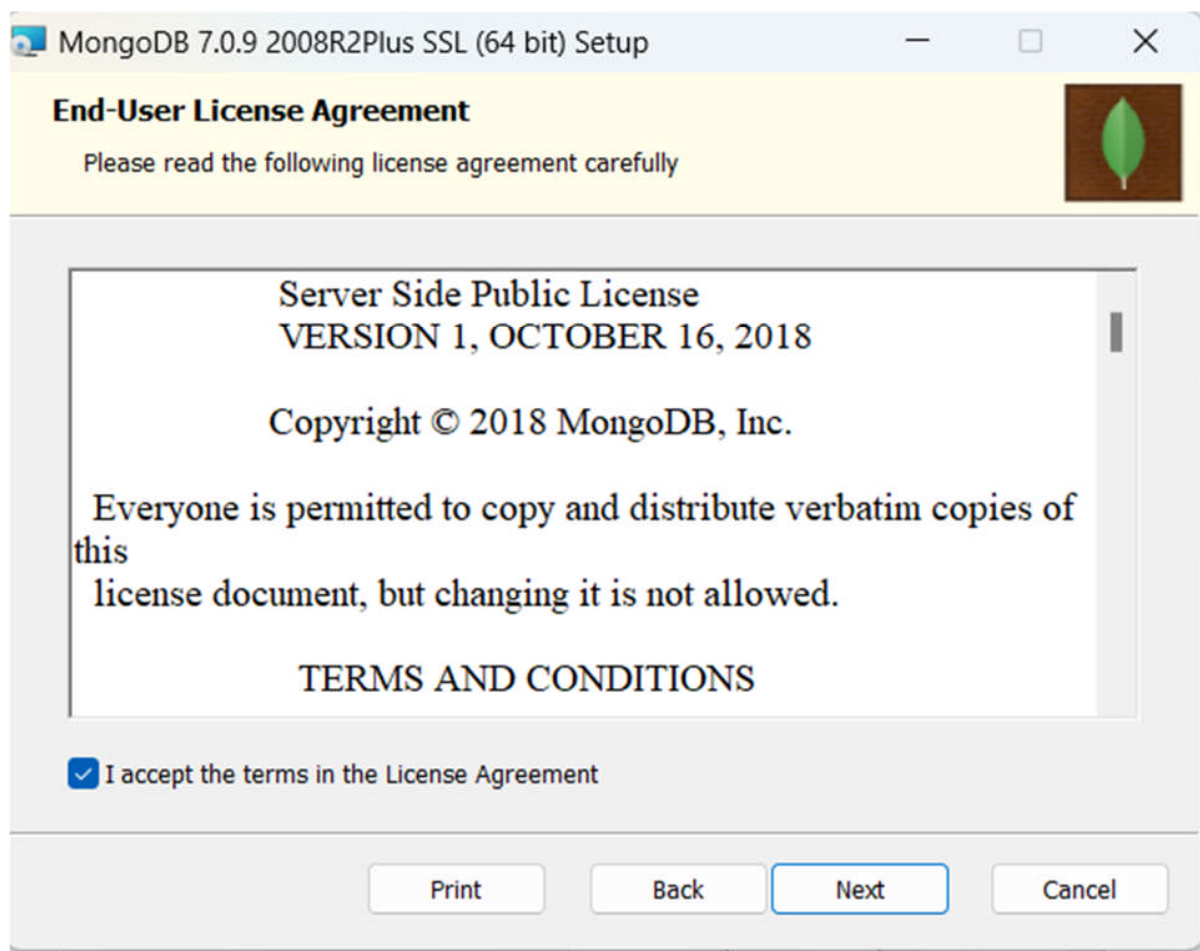 MongoDB 7.0.9 2008R2Plus SSL (64 bit) Setup
End-User License Agreement
Please read the following license agreement carefully
Server Side Public License
VERSION 1, OCTOBER 16, 2018
Copyright © 2018 MongoDB, Inc.
Everyone is permitted to copy and distribute verbatim copies of
this
license document, but changing it is not allowed.
TERMS AND CONDITIONS
I accept the terms in the License Agreement
Print Back Next Cancel